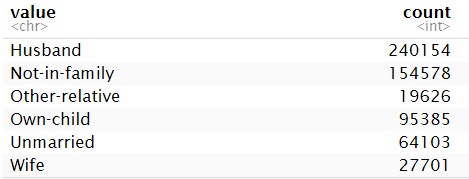 value count
<chr> <int>
Husband 240154
Not-in-family 154578
Other-relative 19626
Own-child 95385
Unmarried 64103
Wife 27701